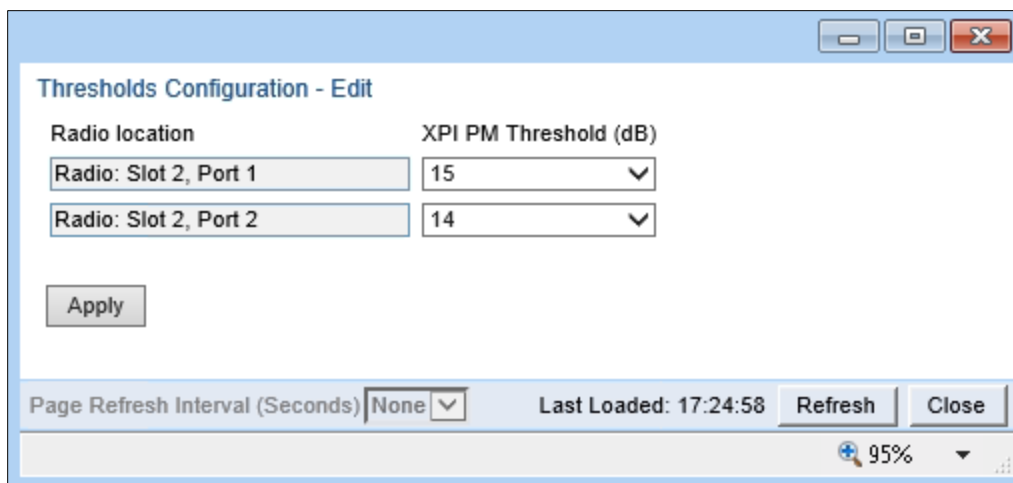 Thresholds Configuration - Edit
Radio location XPI PM Threshold (dB)
Radio: Slot 2, Port 1 15
Radio: Slot 2, Port 2 14
Apply
Page Refresh Interval (Seconds) None Last Loaded: 17:24:58 Refresh Close
95%